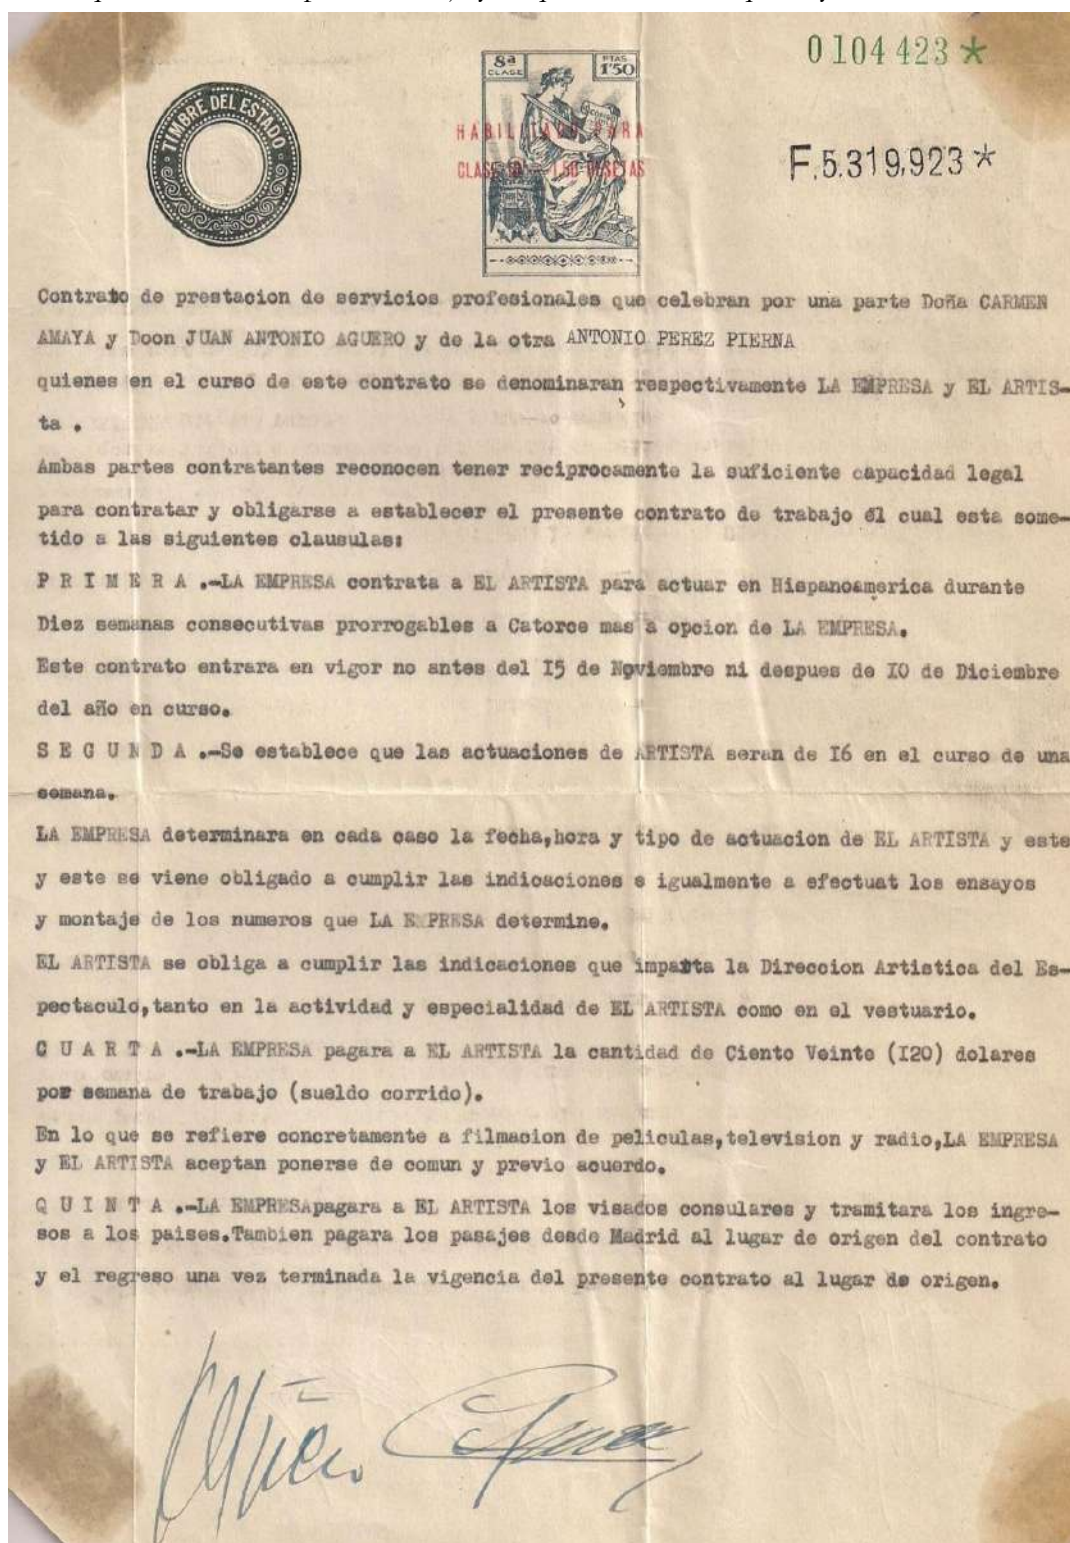 0104423*
8ª CLASE
PTAS 1'50
TIMBRE DEL ESTADO
HABILITADO PARA
CLASE 8ª 1,50 PESETAS
F.5.319,923*
Contrato de prestacion de servicios profesionales que celebran por una parte Doña CARMEN
AMAYA y Doon JUAN ANTONIO AGUERO y de la otra ANTONIO PEREZ PIERNA
quienes en el curso de este contrato se denominaran respectivamente LA EMPRESA y EL ARTIS-
ta .
Ambas partes contratantes reconocen tener reciprocamente la suficiente capacidad legal
para contratar y obligarse a establecer el presente contrato de trabajo él cual esta some-
tido a las siguientes clausulas:
P R I M E R A .-LA EMPRESA contrata a EL ARTISTA para actuar en Hispanoamerica durante
Diez semanas consecutivas prorrogables a Catorce mas a opcion de LA EMPRESA.
Este contrato entrara en vigor no antes del I5 de Noviembre ni despues de IO de Diciembre
del año en curso.
S E G U N D A .-Se establece que las actuaciones de ARTISTA seran de I6 en el curso de una
semana.
LA EMPRESA determinara en cada caso la fecha,hora y tipo de actuacion de EL ARTISTA y este
y este se viene obligado a cumplir las indicaciones e igualmente a efectuat los ensayos
y montaje de los numeros que LA EMPRESA determine.
EL ARTISTA se obliga a cumplir las indicaciones que imparta la Direccion Artistica del Es-
pectaculo,tanto en la actividad y especialidad de EL ARTISTA como en el vestuario.
C U A R T A .-LA EMPRESA pagara a EL ARTISTA la cantidad de Ciento Veinte (I20) dolares
por semana de trabajo (sueldo corrido).
En lo que se refiere concretamente a filmacion de peliculas,television y radio,LA EMPRESA
y EL ARTISTA aceptan ponerse de comun y previo acuerdo.
Q U I N T A .-LA EMPRESApagara a EL ARTISTA los visados consulares y tramitara los ingre-
sos a los paises.Tambien pagara los pasajes desde Madrid al lugar de origen del contrato
y el regreso una vez terminada la vigencia del presente contrato al lugar de origen.